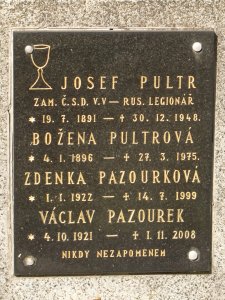 JOSEF PULTR
ZAM. Č.S.D. V.V – RUS. LEGIONÁŘ
* 19. 7. 1891 – ✝ 30. 12. 1948.
BOŽENA PULTROVÁ
* 4. 1. 1896 – ✝ 27. 3. 1975.
ZDENKA PAZOURKOVÁ
* 1. 1. 1922 – ✝ 14. 7. 1999
VÁCLAV PAZOUREK
* 4. 10. 1921 – ✝ 1. 11. 2008
NIKDY NEZAPOMENEM